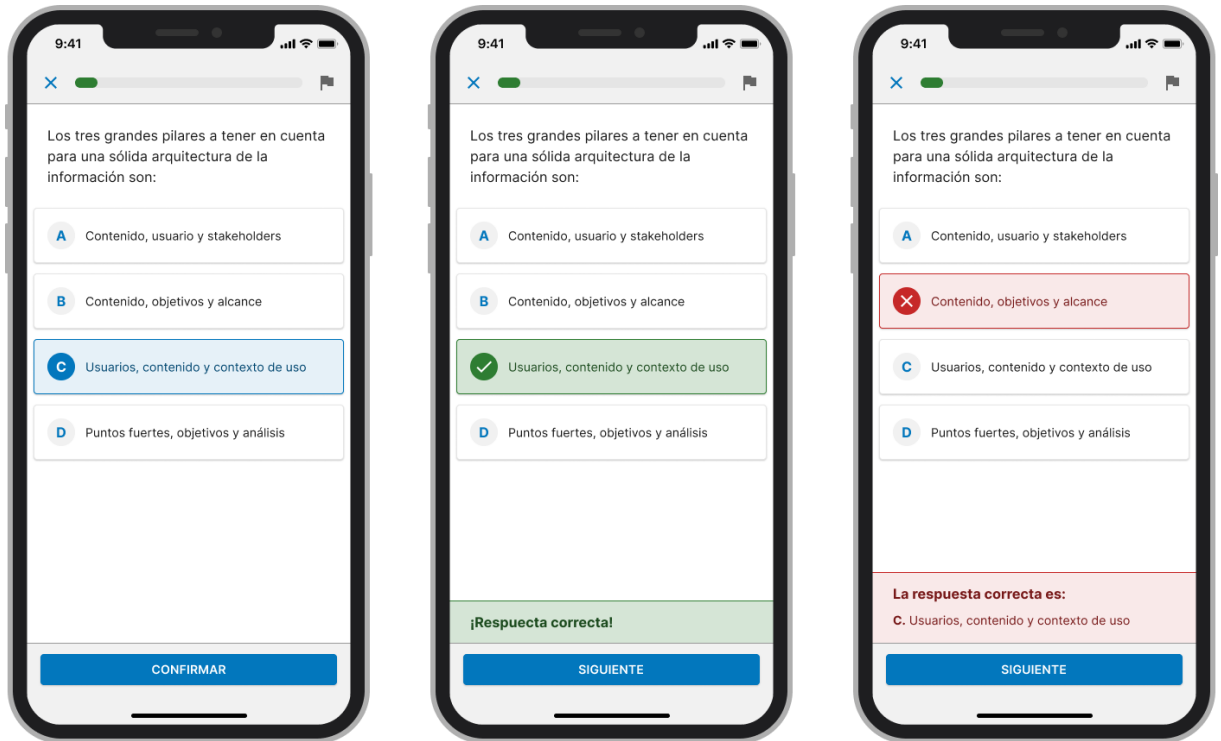 9:41
Los tres grandes pilares a tener en cuenta
para una sólida arquitectura de la
información son:
A Contenido, usuario y stakeholders
B Contenido, objetivos y alcance
C Usuarios, contenido y contexto de uso
D Puntos fuertes, objetivos y análisis
CONFIRMAR
9:41
Los tres grandes pilares a tener en cuenta
para una sólida arquitectura de la
información son:
A Contenido, usuario y stakeholders
B Contenido, objetivos y alcance
Usuarios, contenido y contexto de uso
D Puntos fuertes, objetivos y análisis
¡Respuecta correcta!
SIGUIENTE
9:41
Los tres grandes pilares a tener en cuenta
para una sólida arquitectura de la
información son:
A Contenido, usuario y stakeholders
Contenido, objetivos y alcance
C Usuarios, contenido y contexto de uso
D Puntos fuertes, objetivos y análisis
La respuesta correcta es:
C. Usuarios, contenido y contexto de uso
SIGUIENTE